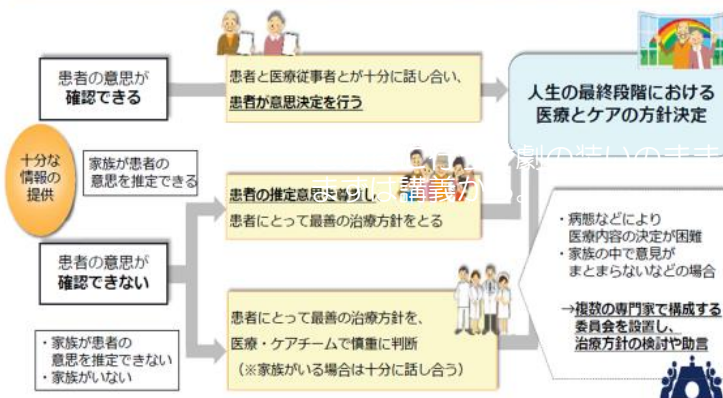 患者の意思が
確認できる
患者と医療従事者とが十分に話し合い、
患者が意思決定を行う
人生の最終段階における
医療とケアの方針決定
十分な
情報の
提供
家族が患者の
意思を推定できる
患者の推定意思を尊重し、
患者にとって最善の治療方針をとる
劇の装いのまま
まずは講義か
患者の意思が
確認できない
・家族が患者の
意思を推定できない
・家族がいない
患者にとって最善の治療方針を、
医療・ケアチームで慎重に判断
(※家族がいる場合は十分に話し合う)
・病態などにより
医療内容の決定が困難
・家族の中で意見が
まとまらないなどの場合
→複数の専門家で構成する
委員会を設置し、
治療方針の検討や助言